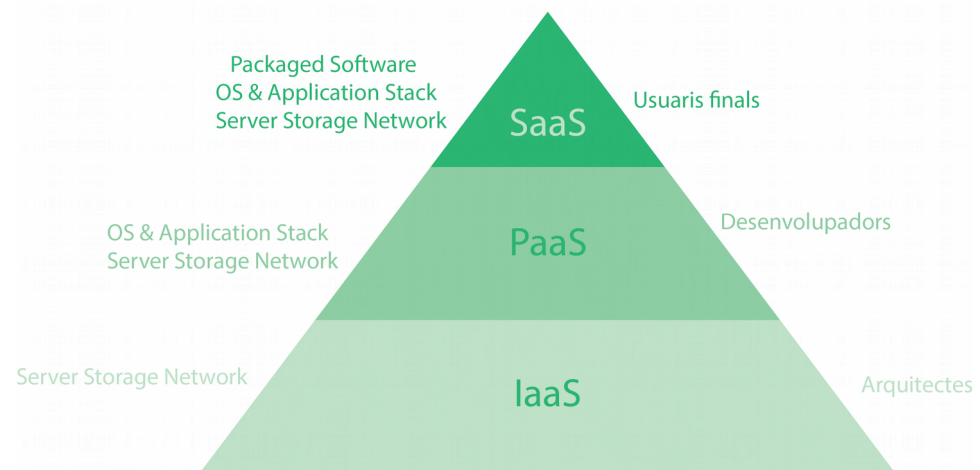 Packaged Software
OS & Application Stack
Server Storage Network
SaaS
Usuaris finals
OS & Application Stack
Server Storage Network
PaaS
Desenvolupadors
Server Storage Network
IaaS
Arquitectes